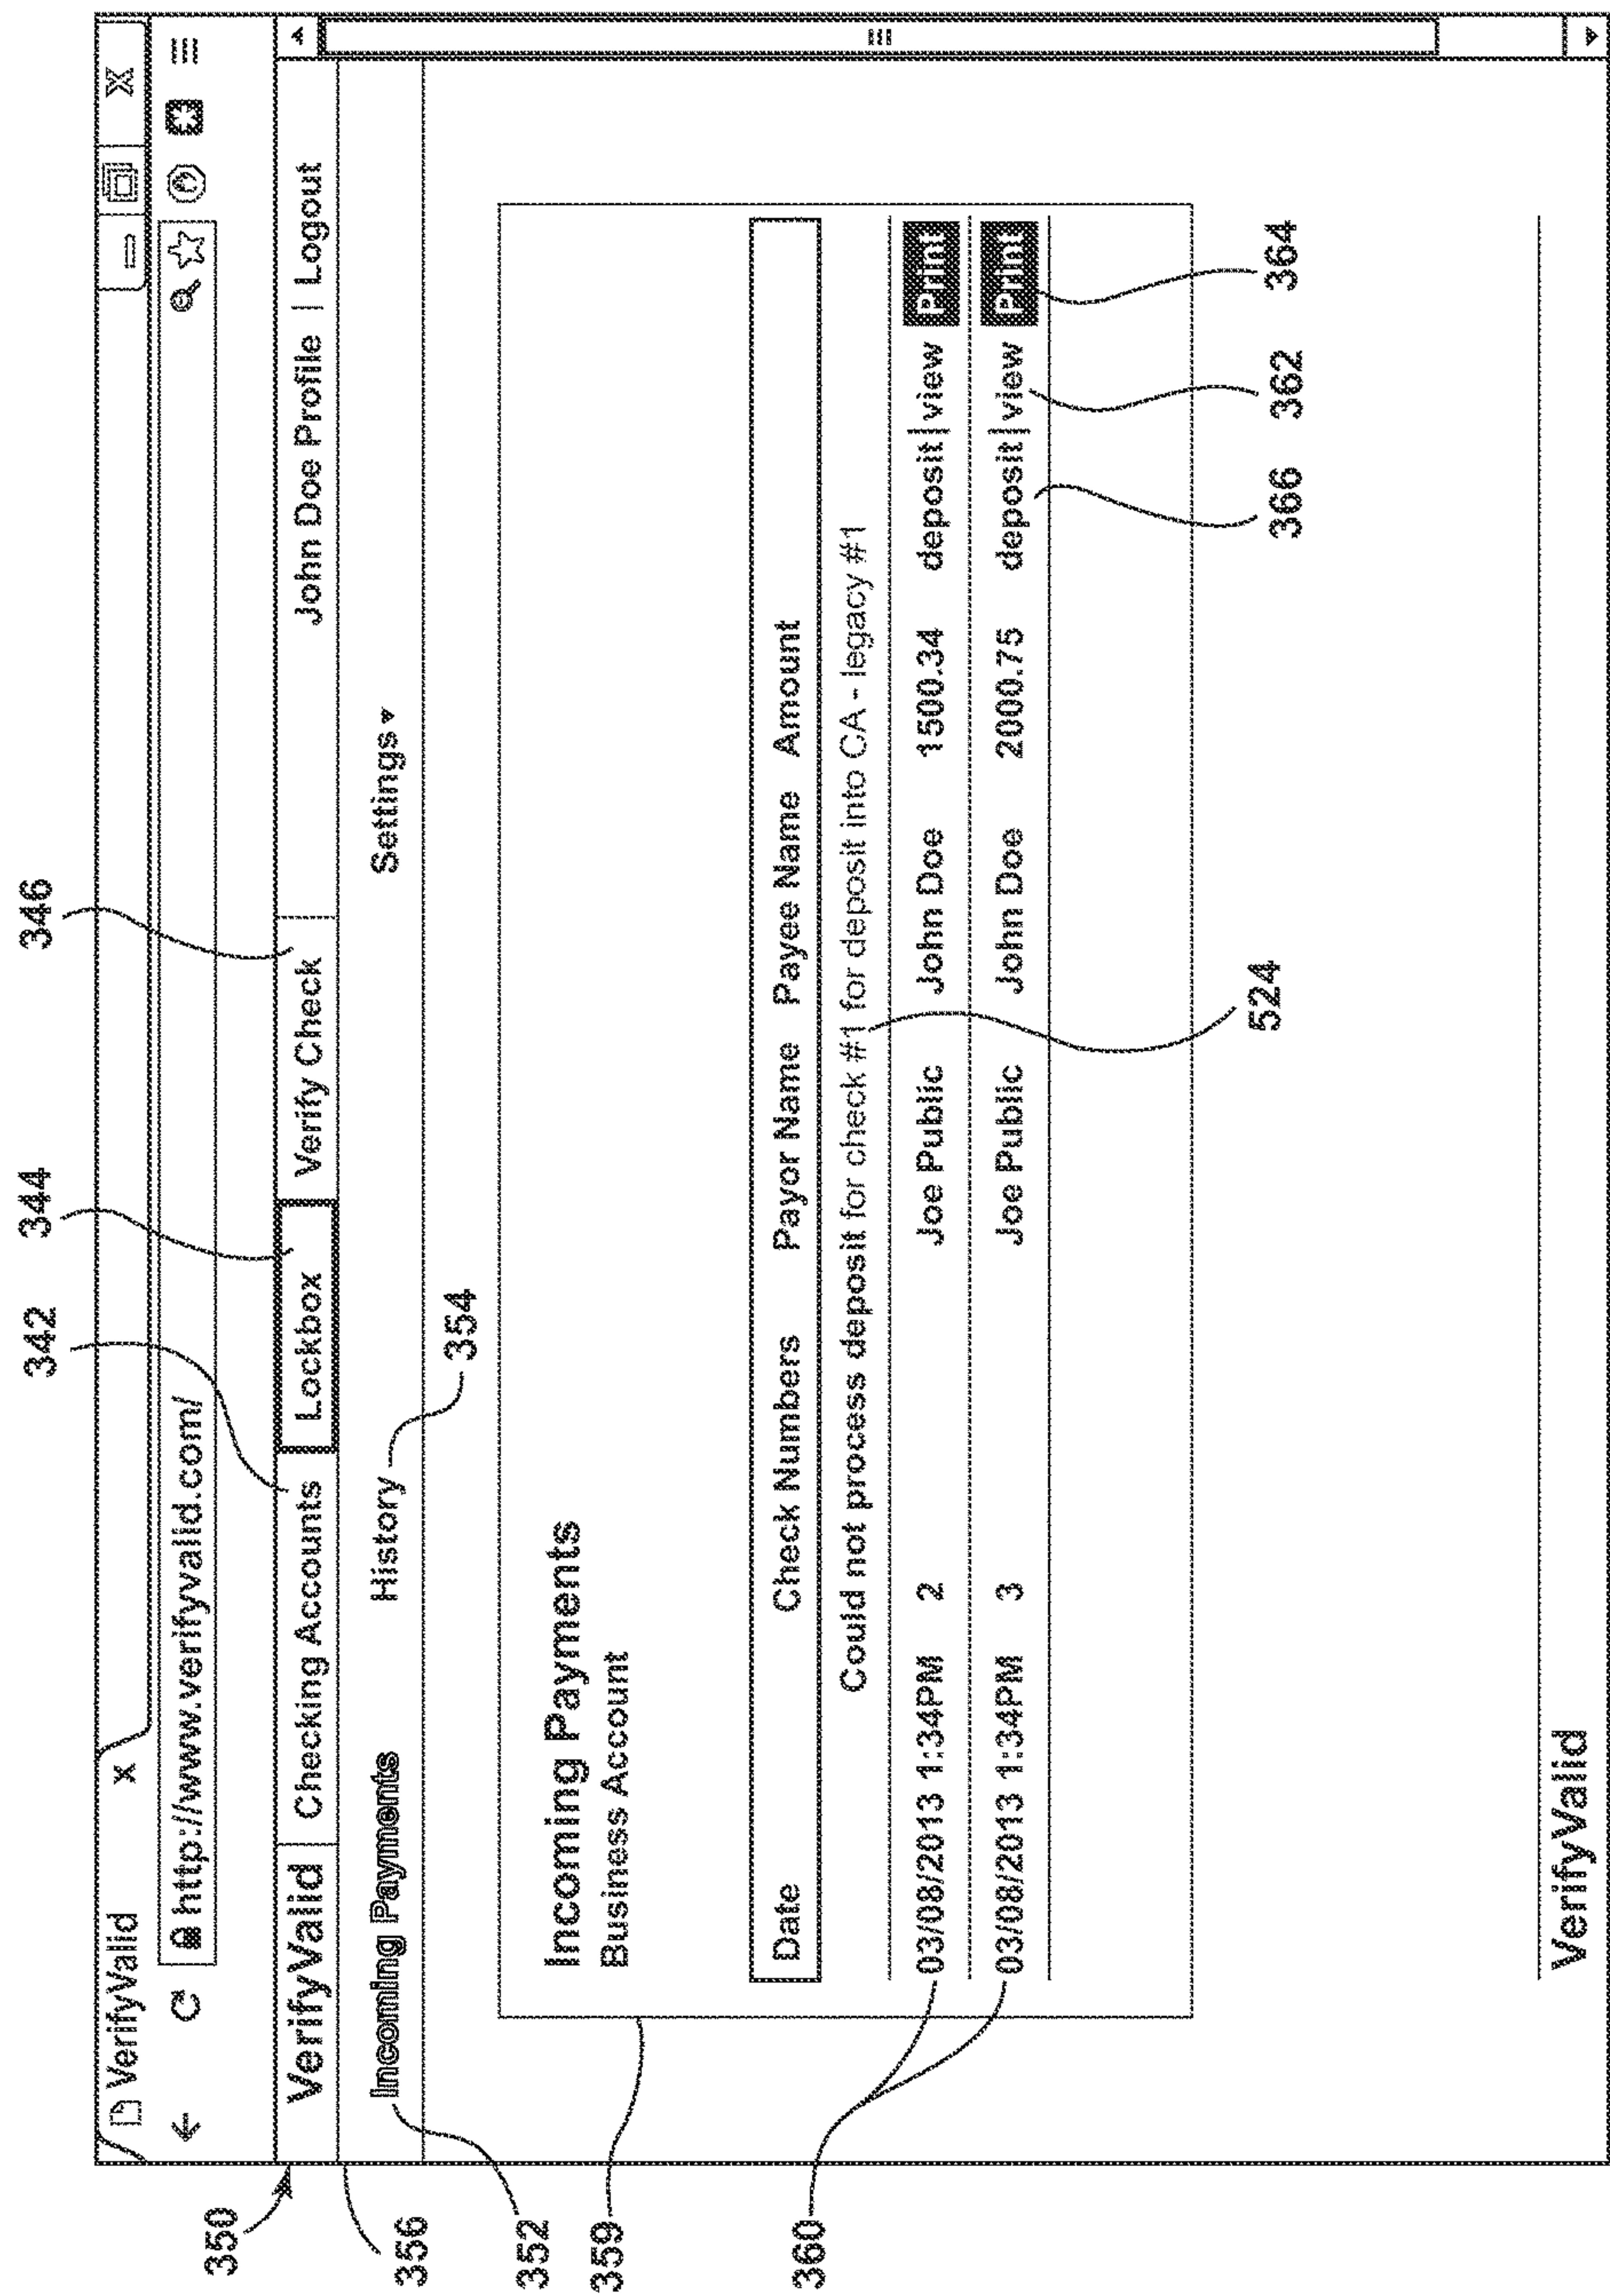 342 344 346
VerifyValid x
http://www.verifyvalid.com/
350
VerifyValid Checking Accounts Lockbox Verify Check John Doe Profile | Logout
356
Incoming Payments History Settings
352
354
Incoming Payments
Business Account
359
Date Check Numbers Payor Name Payee Name Amount
Could not process deposit for check #1 for deposit into CA - legacy #1
03/08/2013 1:34PM 2 Joe Public John Doe 1500.34 deposit|view Print
03/08/2013 1:34PM 3 Joe Public John Doe 2000.75 deposit|view Print
360
524 366 362 364
VerifyValid